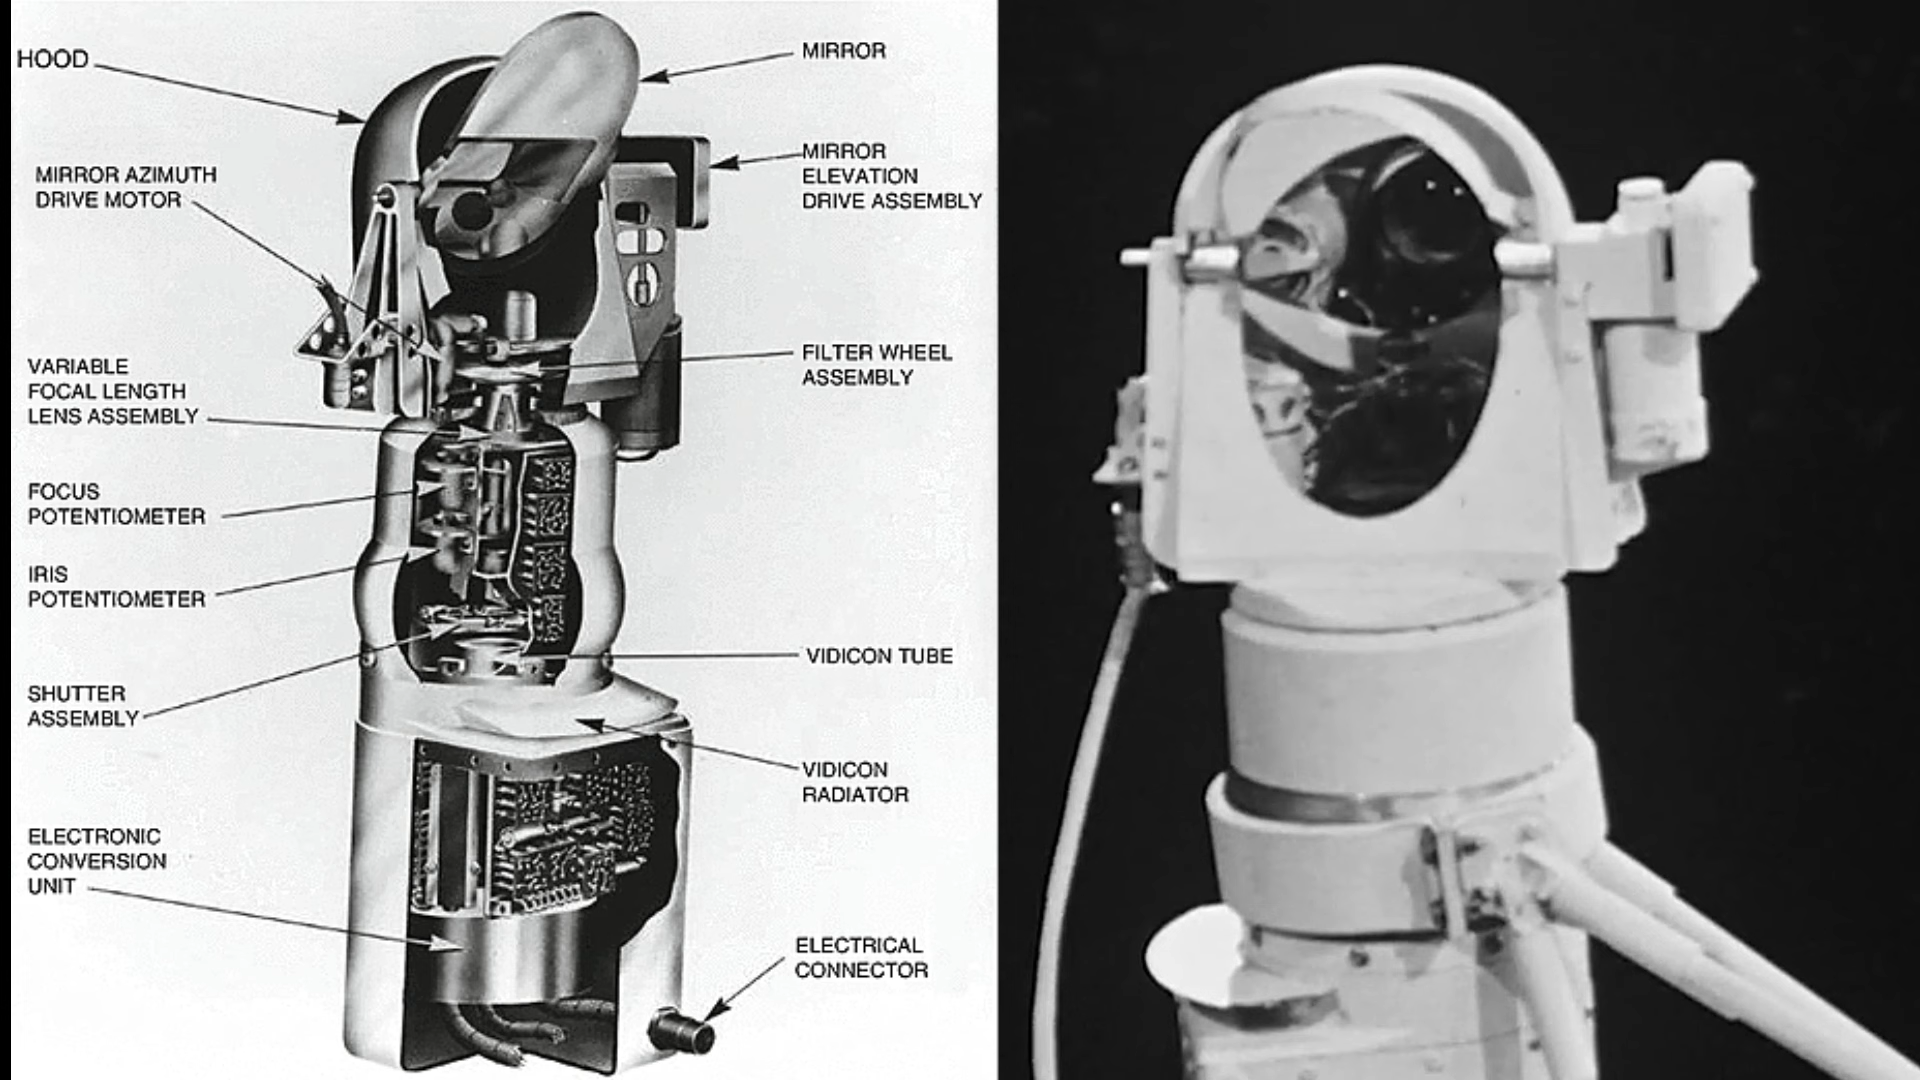 HOOD
MIRROR
MIRROR AZIMUTH
DRIVE MOTOR
MIRROR
ELEVATION
DRIVE ASSEMBLY
VARIABLE
FOCAL LENGTH
LENS ASSEMBLY
FILTER WHEEL
ASSEMBLY
FOCUS
POTENTIOMETER
IRIS
POTENTIOMETER
VIDICON TUBE
SHUTTER
ASSEMBLY
VIDICON
RADIATOR
ELECTRONIC
CONVERSION
UNIT
ELECTRICAL
CONNECTOR